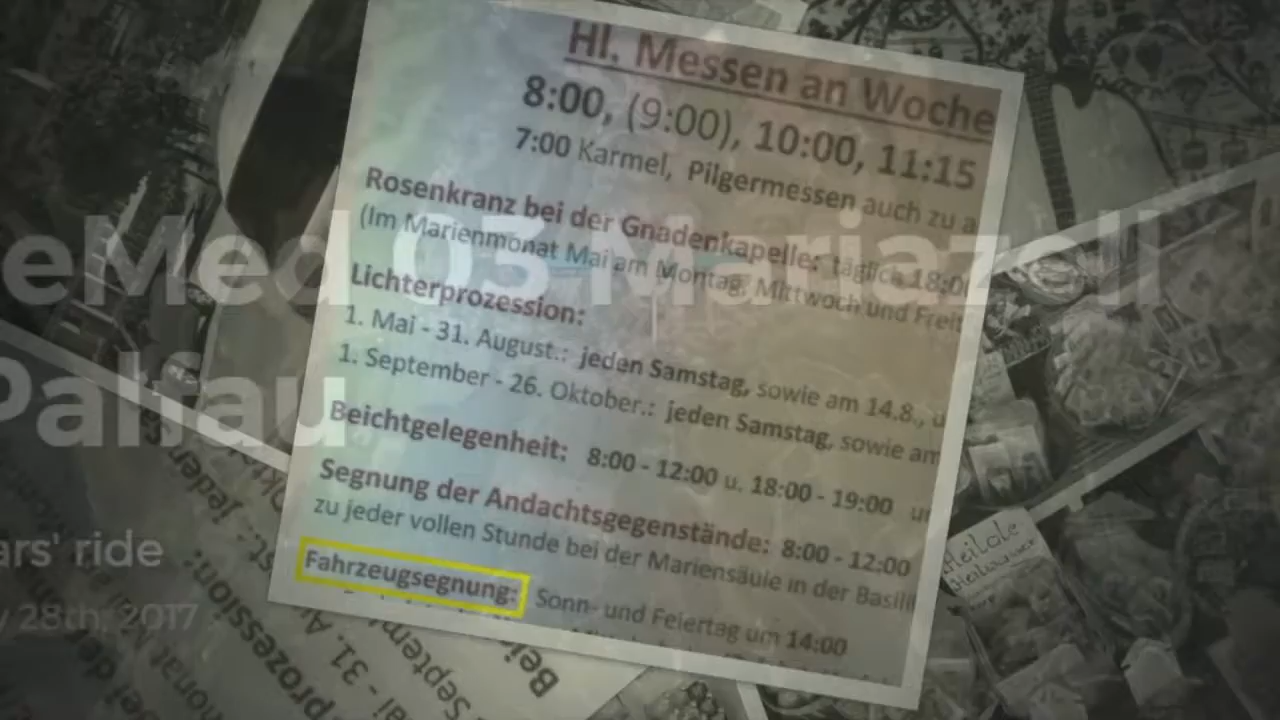 Hl. Messen an Woche
8:00, (9:00), 10:00, 11:15
7:00 Karmel, Pilgermessen auch zu a
Rosenkranz bei der Gnadenkapelle: täglich 18:0
(Im Marienmonat Mai am Montag, Mittwoch und Freit
Lichterprozession:
1. Mai - 31. August.: jeden Samstag, sowie am 14.8., u
1. September - 26. Oktober.: jeden Samstag, sowie am
Beichtgelegenheit: 8:00 - 12:00 u. 18:00 - 19:00 un
Segnung der Andachtsgegenstände: 8:00 - 12:00
zu jeder vollen Stunde bei der Mariensäule in der Basili
Fahrzeugsegnung: Sonn- und Feiertag um 14:00
eMed 03 Mariazell
Palfau
ars' ride
y 28th, 2017
Heilole